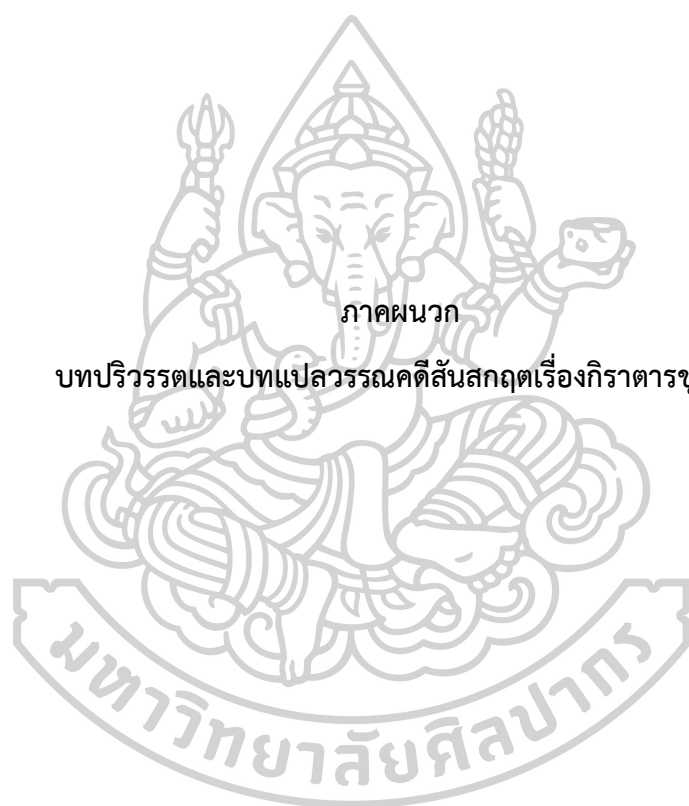 ภาคผนวก
บทปริวรรตและบทแปลวรรณคดีสันสกฤตเรื่องกิราตารชุ
มหาวิทยาลัยศิลปากร